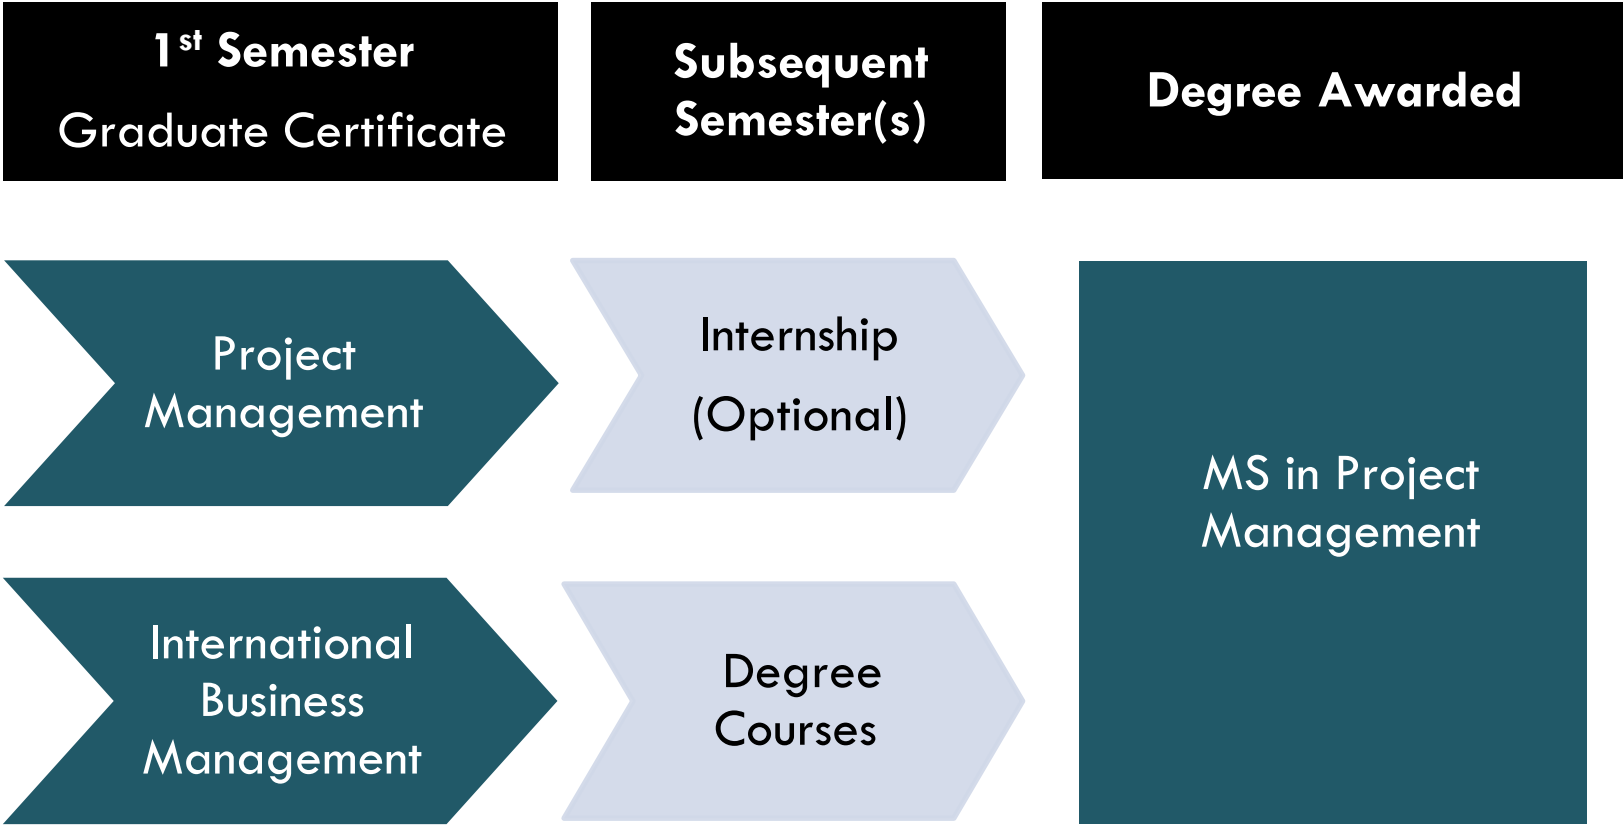 1st Semester
Graduate Certificate
Subsequent
Semester(s)
Degree Awarded
Project
Management
Internship
(Optional)
MS in Project
Management
International
Business
Management
Degree
Courses